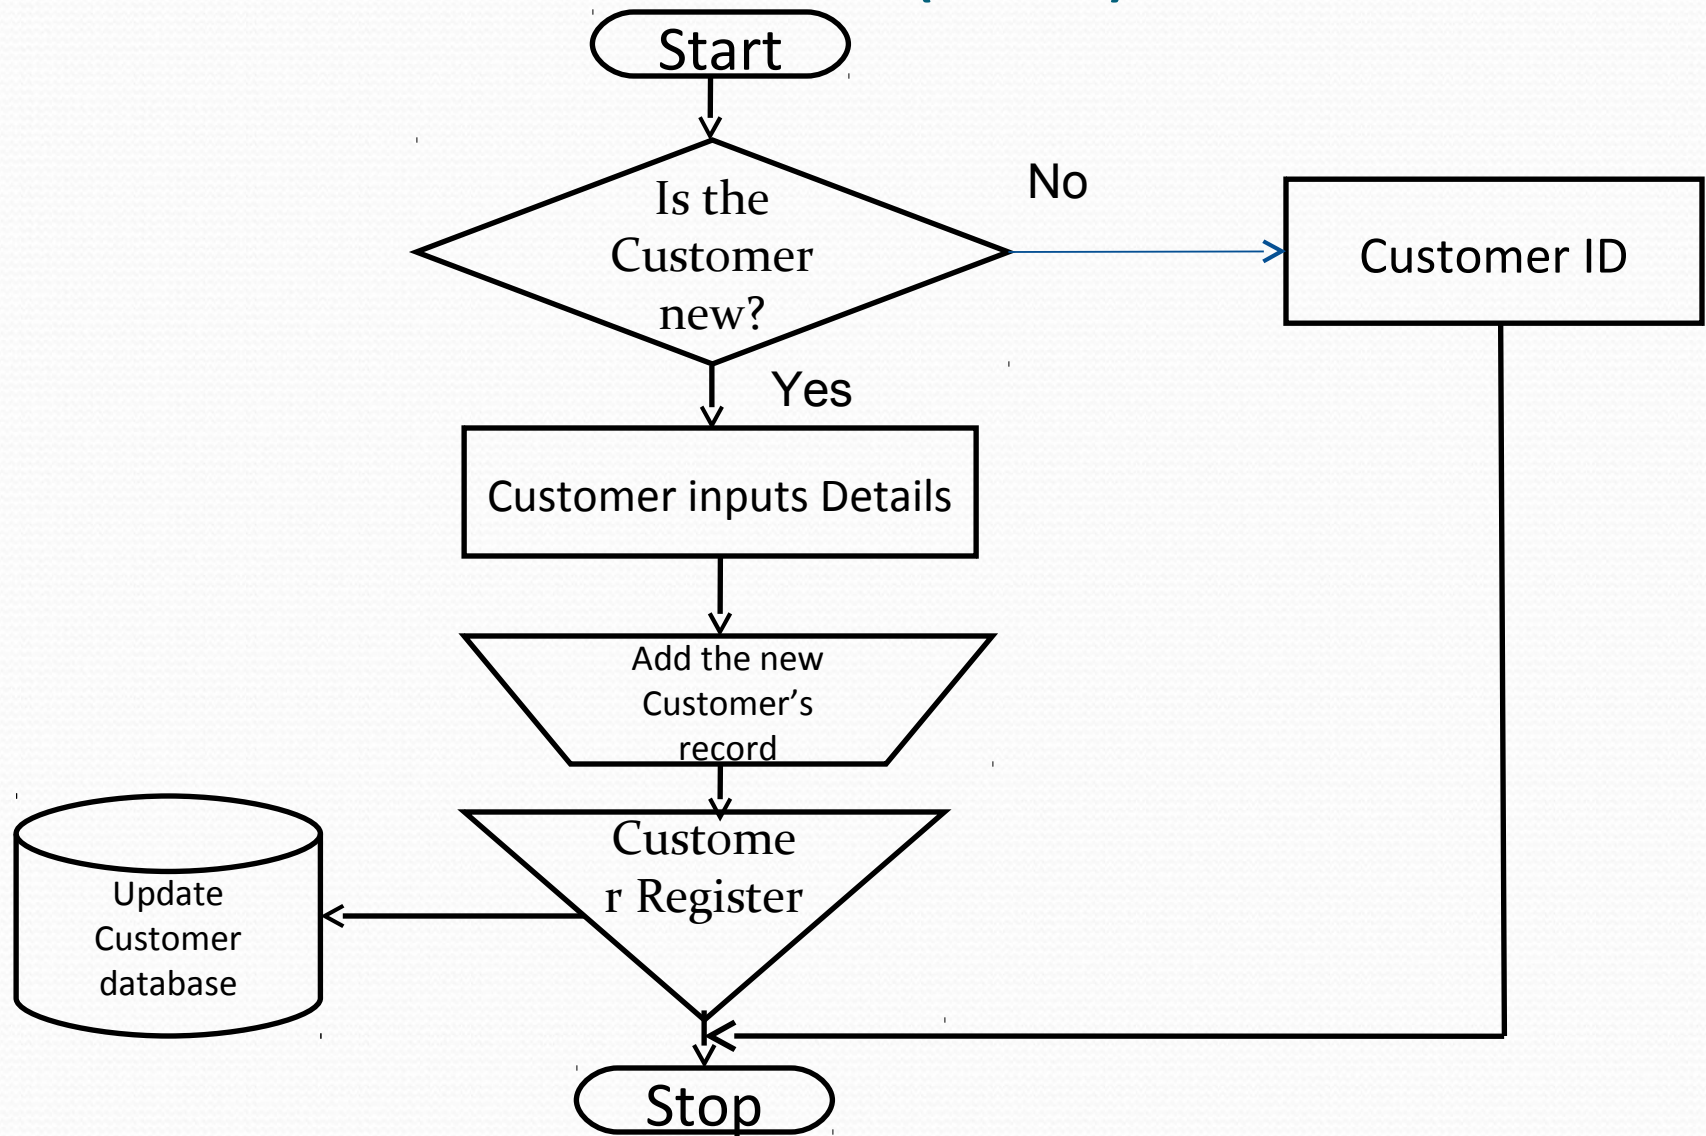 Start
Is the
Customer
new?
No
Customer ID
Yes
Customer inputs Details
Add the new
Customer’s
record
Custome
r Register
Update
Customer
database
Stop